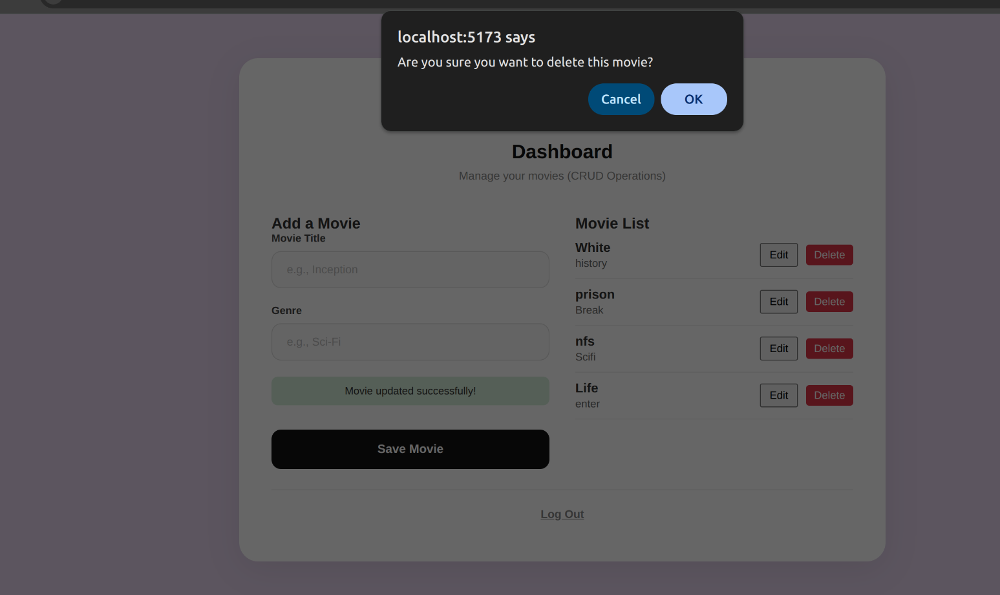 localhost:5173 says
Are you sure you want to delete this movie?
Cancel OK
Dashboard
Manage your movies (CRUD Operations)
Add a Movie
Movie Title
e.g., Inception
Genre
e.g., Sci-Fi
Movie updated successfully!
Save Movie
Movie List
White
history
Edit Delete
prison
Break
Edit Delete
nfs
Scifi
Edit Delete
Life
enter
Edit Delete
Log Out